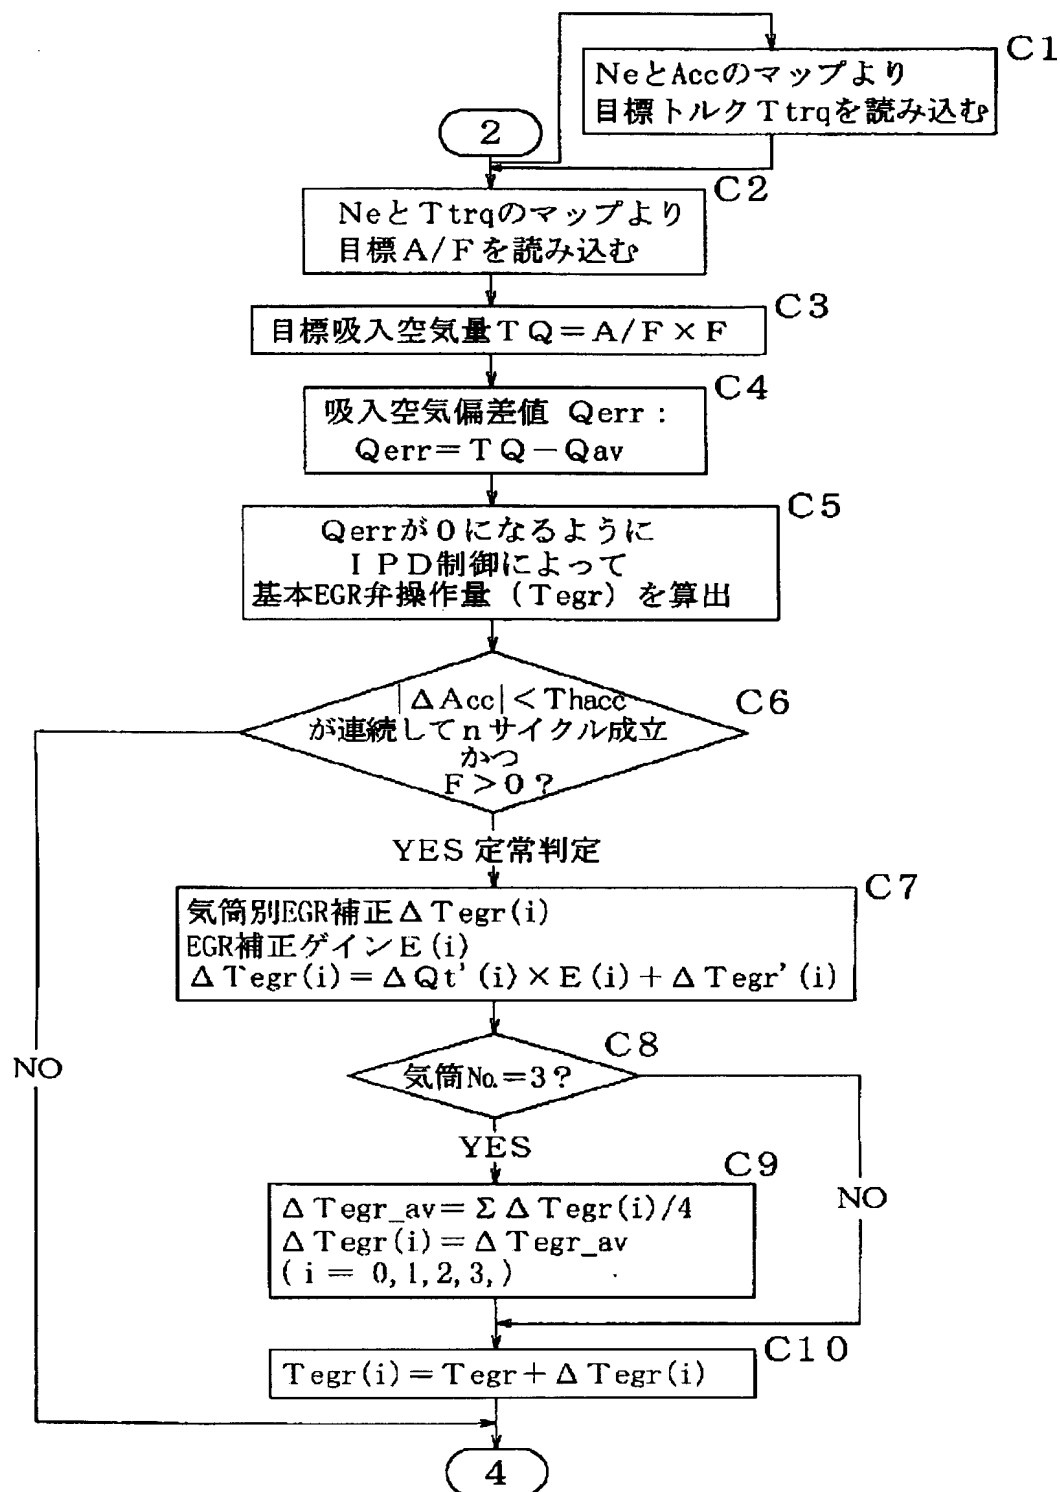 C1
NeとAccのマップより
目標トルクTtrqを読み込む
2
C2
NeとTtrqのマップより
目標A/Fを読み込む
C3
目標吸入空気量TQ=A/F×F
C4
吸入空気偏差値 Qerr:
Qerr=TQ-Qav
C5
Qerrが0になるように
IPD制御によって
基本EGR弁操作量(Tegr)を算出
C6
|ΔAcc|<Thacc
が連続してnサイクル成立
かつ
F>0?
YES 定常判定
C7
気筒別EGR補正ΔTegr(i)
EGR補正ゲインE(i)
ΔTegr(i)=ΔQt'(i)×E(i)+ΔTegr'(i)
NO
C8
気筒No.=3?
YES
C9
NO
ΔTegr_av=ΣΔTegr(i)/4
ΔTegr(i)=ΔTegr_av
(i = 0,1,2,3,)
C10
Tegr(i)=Tegr+ΔTegr(i)
4